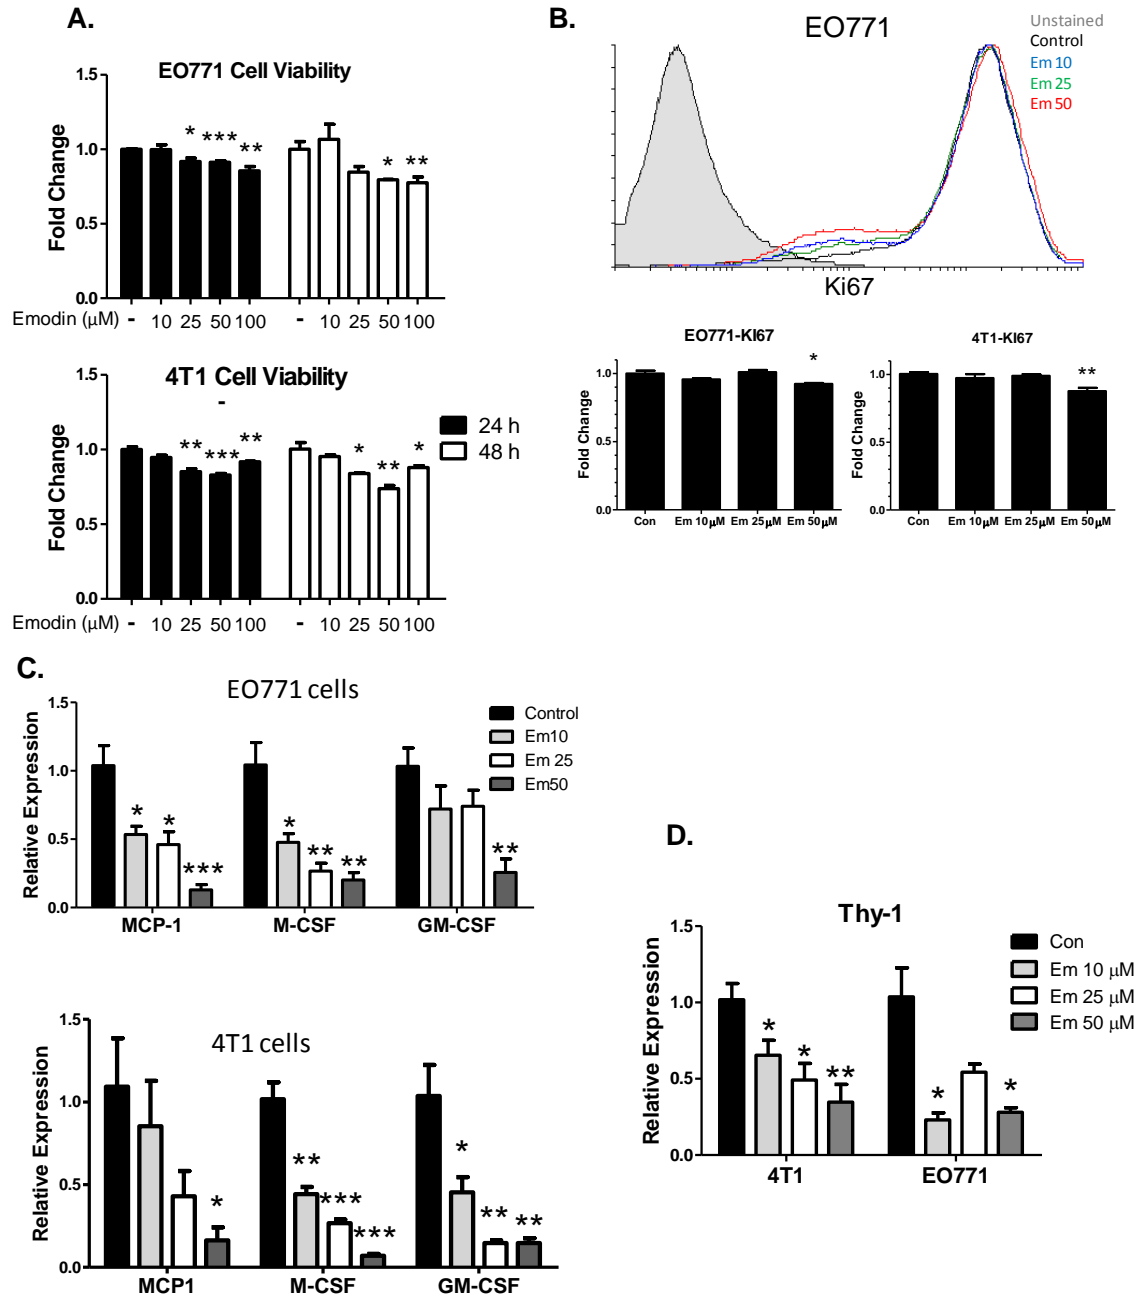 A.
EO771 Cell Viability
Fold Change
1.5
1.0
0.5
0.0
* *** ** * **
Emodin (μM) - 10 25 50 100 - 10 25 50 100
4T1 Cell Viability
-
Fold Change
1.5
1.0
0.5
0.0
** *** ** * ** *
24 h
48 h
Emodin (μM) - 10 25 50 100 - 10 25 50 100
B.
EO771
Unstained
Control
Em 10
Em 25
Em 50
Ki67
EO771-KI67
Fold Change
1.0
0.5
0.0
*
Con Em 10μM Em 25μM Em 50μM
4T1-KI67
Fold Change
1.0
0.5
0.0
**
Con Em 10μM Em 25μM Em 50μM
C.
EO771 cells
Relative Expression
1.5
1.0
0.5
0.0
Control
Em10
Em 25
Em50
* * *** * ** ** **
MCP-1 M-CSF GM-CSF
4T1 cells
Relative Expression
1.5
1.0
0.5
0.0
* ** *** *** * ** **
MCP1 M-CSF GM-CSF
D.
Thy-1
Relative Expression
1.5
1.0
0.5
0.0
Con
Em 10 μM
Em 25 μM
Em 50 μM
* * ** * *
4T1 EO771